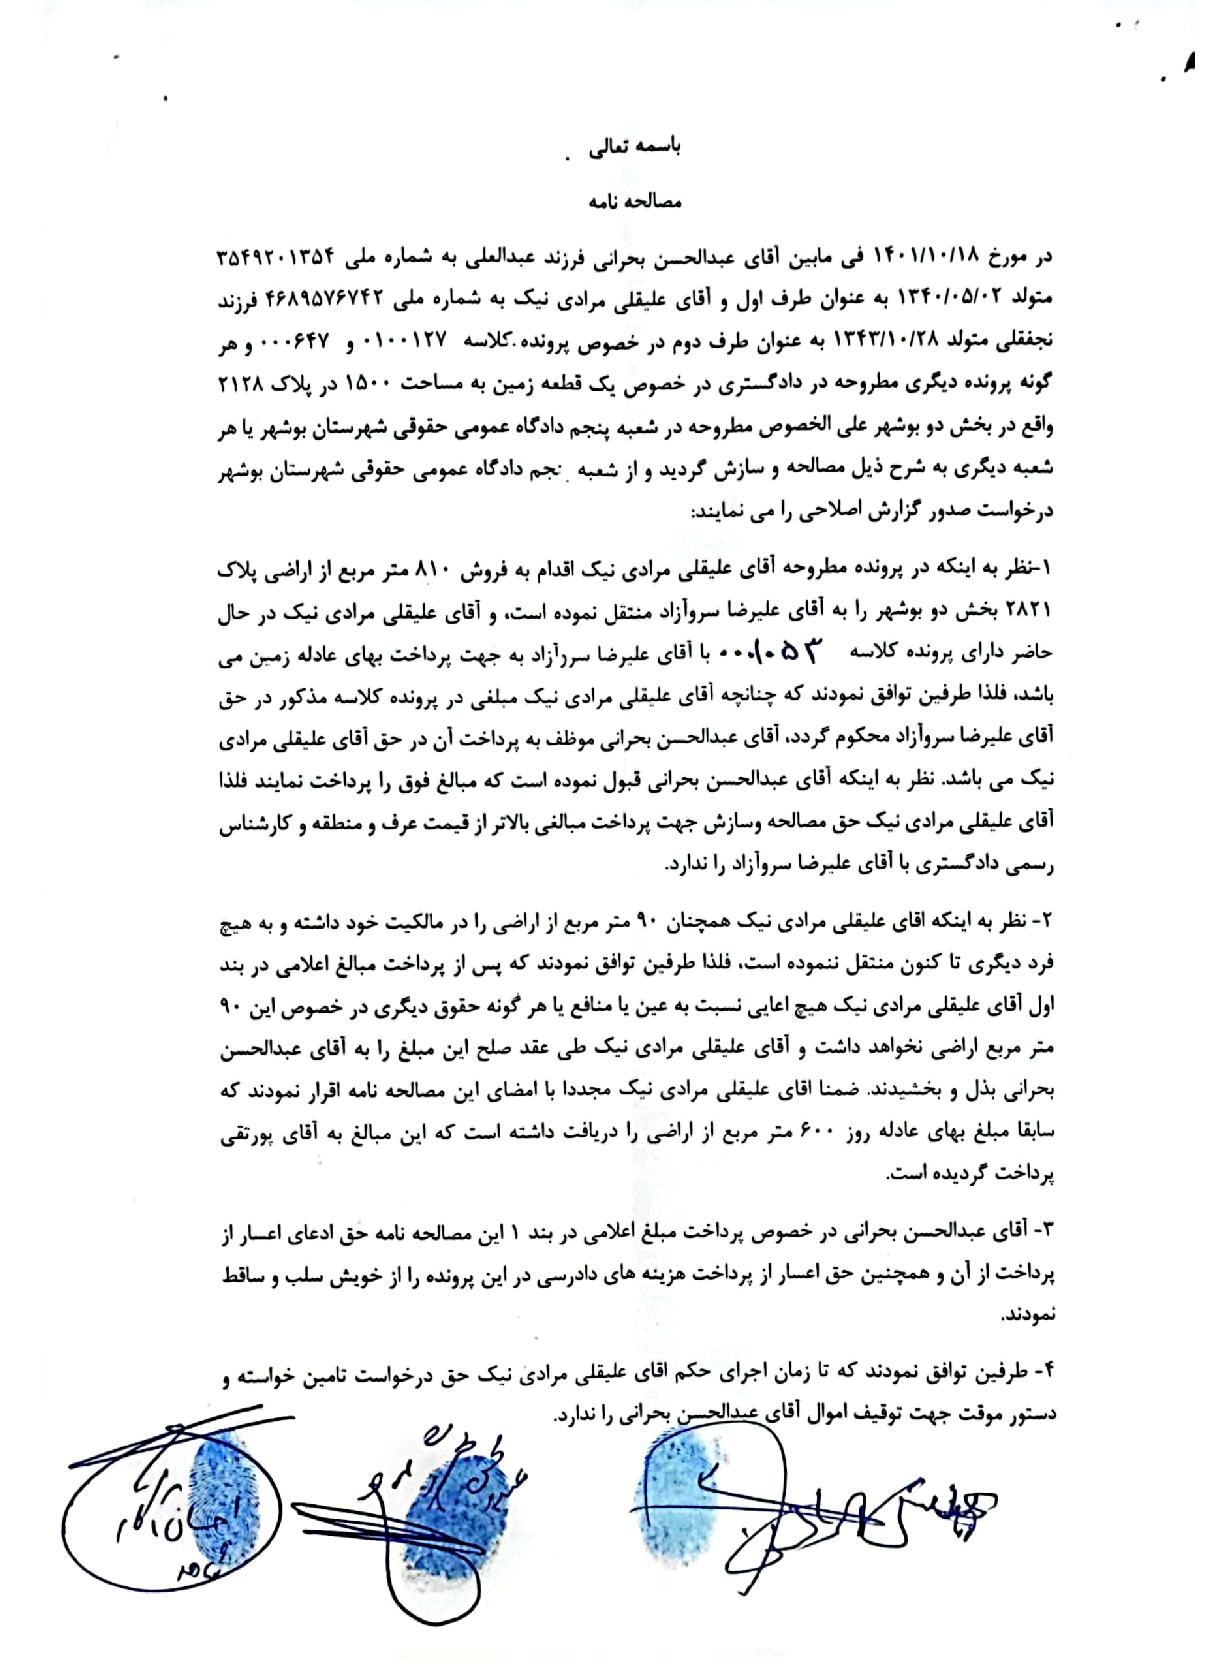 باسمه تعالی
مصالحه نامه
در مورخ ۱۴۰۱/۱۰/۱۸ فی مابین آقای عبدالحسن بحرانی فرزند عبدالعلی به شماره ملی ۳۵۴۹۲۰۱۳۵۴
متولد ۱۳۴۰/۰۵/۰۲ به عنوان طرف اول و آقای علیقلی مرادی نیک به شماره ملی ۴۶۸۹۵۷۶۷۴۲ فرزند
نجفقلی متولد ۱۳۴۳/۱۰/۲۸ به عنوان طرف دوم در خصوص پرونده.کلاسه ۰۱۰۰۱۲۷ و ۰۰۰۶۴۷ و هر
گونه پرونده دیگری مطروحه در دادگستری در خصوص یک قطعه زمین به مساحت ۱۵۰۰ در پلاک ۲۱۲۸
واقع در بخش دو بوشهر علی الخصوص مطروحه در شعبه پنجم دادگاه عمومی حقوقی شهرستان بوشهر یا هر
شعبه دیگری به شرح ذیل مصالحه و سازش گردید و از شعبه نجم دادگاه عمومی حقوقی شهرستان بوشهر
درخواست صدور گزارش اصلاحی را می نمایند:
۱-نظر به اینکه در پرونده مطروحه آقای علیقلی مرادی نیک اقدام به فروش ۸۱۰ متر مربع از اراضی پلاک
۲۸۲۱ بخش دو بوشهر را به آقای علیرضا سروآزاد منتقل نموده است، و آقای علیقلی مرادی نیک در حال
حاضر دارای پرونده کلاسه ۰۰۰۱۰۵۳ با آقای علیرضا سررآزاد به جهت پرداخت بهای عادله زمین می
باشد، فلذا طرفین توافق نمودند که چنانچه آقای علیقلی مرادی نیک مبلغی در پرونده کلاسه مذکور در حق
آقای علیرضا سروآزاد محکوم گردد، آقای عبدالحسن بحرانی موظف به پرداخت آن در حق آقای علیقلی مرادی
نیک می باشد. نظر به اینکه آقای عبدالحسن بحرانی قبول نموده است که مبالغ فوق را پرداخت نمایند فلذا
آقای علیقلی مرادی نیک حق مصالحه وسازش جهت پرداخت مبالغی بالاتر از قیمت عرف و منطقه و کارشناس
رسمی دادگستری با آقای علیرضا سروآزاد را ندارد.
۲- نظر به اینکه اقای علیقلی مرادی نیک همچنان ۹۰ متر مربع از اراضی را در مالکیت خود داشته و به هیچ
فرد دیگری تا کنون منتقل ننموده است، فلذا طرفین توافق نمودند که پس از پرداخت مبالغ اعلامی در بند
اول آقای علیقلی مرادی نیک هیچ اعایی نسبت به عین یا منافع یا هر گونه حقوق دیگری در خصوص این ۹۰
متر مربع اراضی نخواهد داشت و آقای علیقلی مرادی نیک طی عقد صلح این مبلغ را به آقای عبدالحسن
بحرانی بذل و بخشیدند. ضمنا اقای علیقلی مرادی نیک مجددا با امضای این مصالحه نامه اقرار نمودند که
سابقا مبلغ بهای عادله روز ۶۰۰ متر مربع از اراضی را دریافت داشته است که این مبالغ به آقای پورتقی
پرداخت گردیده است.
۳- آقای عبدالحسن بحرانی در خصوص پرداخت مبلغ اعلامی در بند ۱ این مصالحه نامه حق ادعای اعسار از
پرداخت از آن و همچنین حق اعسار از پرداخت هزینه های دادرسی در این پرونده را از خویش سلب و ساقط
نمودند.
۴- طرفین توافق نمودند که تا زمان اجرای حکم اقای علیقلی مرادی نیک حق درخواست تامین خواسته و
دستور موقت جهت توقیف اموال آقای عبدالحسن بحرانی را ندارد.